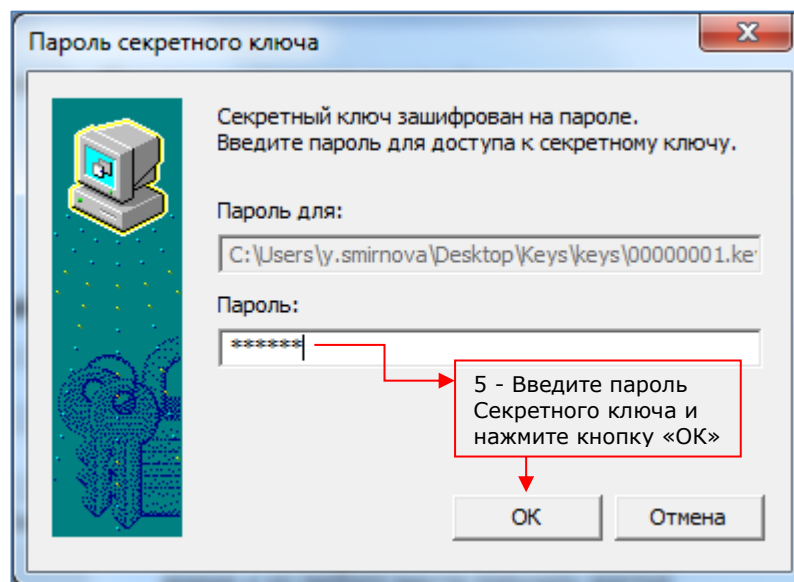 Пароль секретного ключа
Секретный ключ зашифрован на пароле.
Введите пароль для доступа к секретному ключу.
Пароль для:
C:\Users\y.smirnova\Desktop\Keys\keys\00000001.ke
Пароль:
******
5 - Введите пароль
Секретного ключа и
нажмите кнопку «ОК»
ОК
Отмена